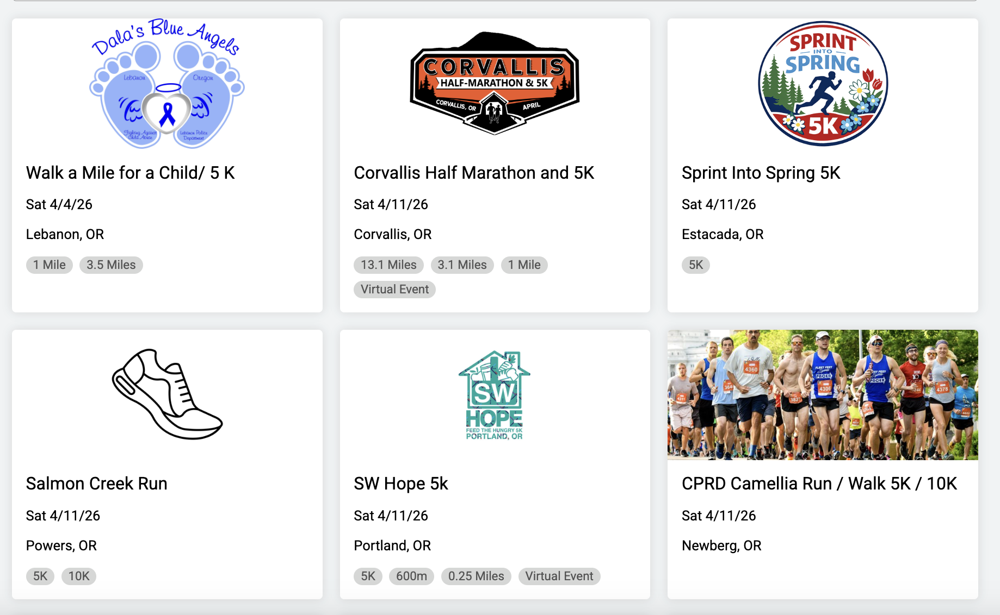 Dala's Blue Angels
Lebanon
Oregon
Fighting Against
Child Abuse
Lebanon Police
Department
Walk a Mile for a Child/ 5 K
Sat 4/4/26
Lebanon, OR
1 Mile 3.5 Miles
CORVALLIS
HALF-MARATHON & 5K
CORVALLIS, OR
APRIL
Corvallis Half Marathon and 5K
Sat 4/11/26
Corvallis, OR
13.1 Miles 3.1 Miles 1 Mile
Virtual Event
SPRINT
INTO
SPRING
5K
Sprint Into Spring 5K
Sat 4/11/26
Estacada, OR
5K
Salmon Creek Run
Sat 4/11/26
Powers, OR
5K 10K
SW
HOPE
FEED THE HUNGRY 5K
PORTLAND, OR
SW Hope 5k
Sat 4/11/26
Portland, OR
5K 600m 0.25 Miles Virtual Event
4360
4306
3827
4378
FLEET FEET
Sports
PRCER
CPRD Camellia Run / Walk 5K / 10K
Sat 4/11/26
Newberg, OR